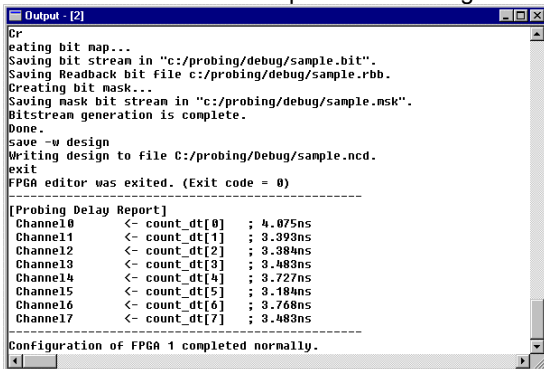 Output - [2]
Cr
eating bit map...
Saving bit stream in "c:/probing/debug/sample.bit".
Saving Readback bit file c:/probing/debug/sample.rbb.
Creating bit mask...
Saving mask bit stream in "c:/probing/debug/sample.msk".
Bitstream generation is complete.
Done.
save -w design
Writing design to file C:/probing/Debug/sample.ncd.
exit
FPGA editor was exited. (Exit code = 0)
--------------------------------------------------
[Probing Delay Report]
Channel0 <- count_dt[0] ; 4.075ns
Channel1 <- count_dt[1] ; 3.393ns
Channel2 <- count_dt[2] ; 3.384ns
Channel3 <- count_dt[3] ; 3.483ns
Channel4 <- count_dt[4] ; 3.727ns
Channel5 <- count_dt[5] ; 3.184ns
Channel6 <- count_dt[6] ; 3.768ns
Channel7 <- count_dt[7] ; 3.483ns
--------------------------------------------------
Configuration of FPGA 1 completed normally.